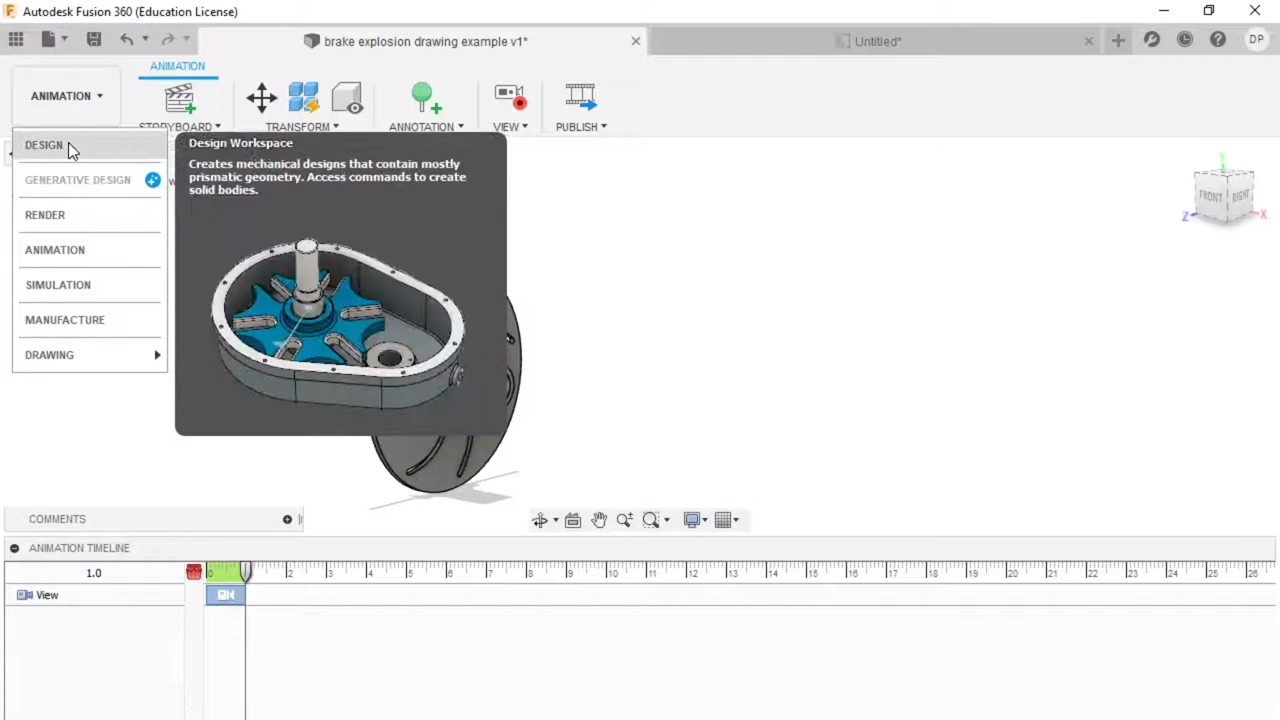 Autodesk Fusion 360 (Education License)
brake explosion drawing example v1*
Untitled*
DP
ANIMATION
ANIMATION
STORYBOARD
TRANSFORM
ANNOTATION
VIEW
PUBLISH
DESIGN
GENERATIVE DESIGN
RENDER
ANIMATION
SIMULATION
MANUFACTURE
DRAWING
Design Workspace
Creates mechanical designs that contain mostly
prismatic geometry. Access commands to create
solid bodies.
Y
FRONT
RIGHT
Z
X
COMMENTS
ANIMATION TIMELINE
1.0
0 2 3 4 5 6 7 8 9 10 11 12 13 14 15 16 17 18 19 20 21 22 23 24 25 26
View